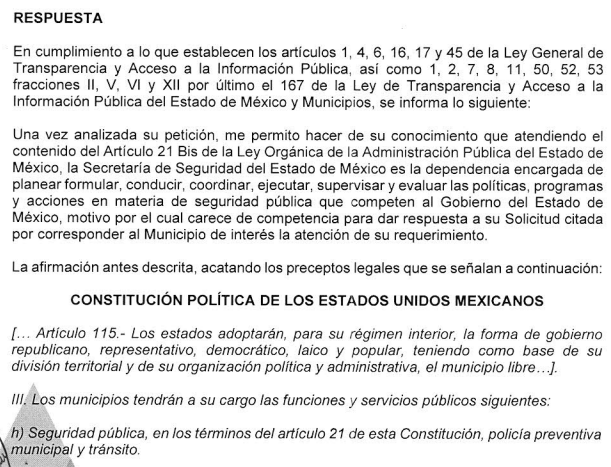 RESPUESTA
En cumplimiento a lo que establecen los artículos 1, 4, 6, 16, 17 y 45 de la Ley General de
Transparencia y Acceso a la Información Pública, así como 1, 2, 7, 8, 11, 50, 52, 53
fracciones II, V, VI y XII por último el 167 de la Ley de Transparencia y Acceso a la
Información Pública del Estado de México y Municipios, se informa lo siguiente:
Una vez analizada su petición, me permito hacer de su conocimiento que atendiendo el
contenido del Artículo 21 Bis de la Ley Orgánica de la Administración Pública del Estado de
México, la Secretaría de Seguridad del Estado de México es la dependencia encargada de
planear formular, conducir, coordinar, ejecutar, supervisar y evaluar las políticas, programas
y acciones en materia de seguridad pública que competen al Gobierno del Estado de
México, motivo por el cual carece de competencia para dar respuesta a su Solicitud citada
por corresponder al Municipio de interés la atención de su requerimiento.
La afirmación antes descrita, acatando los preceptos legales que se señalan a continuación:
CONSTITUCIÓN POLÍTICA DE LOS ESTADOS UNIDOS MEXICANOS
[... Artículo 115.- Los estados adoptarán, para su régimen interior, la forma de gobierno
republicano, representativo, democrático, laico y popular, teniendo como base de su
división territorial y de su organización política y administrativa, el municipio libre...].
III. Los municipios tendrán a su cargo las funciones y servicios públicos siguientes:
h) Seguridad pública, en los términos del artículo 21 de esta Constitución, policía preventiva
municipal y tránsito.